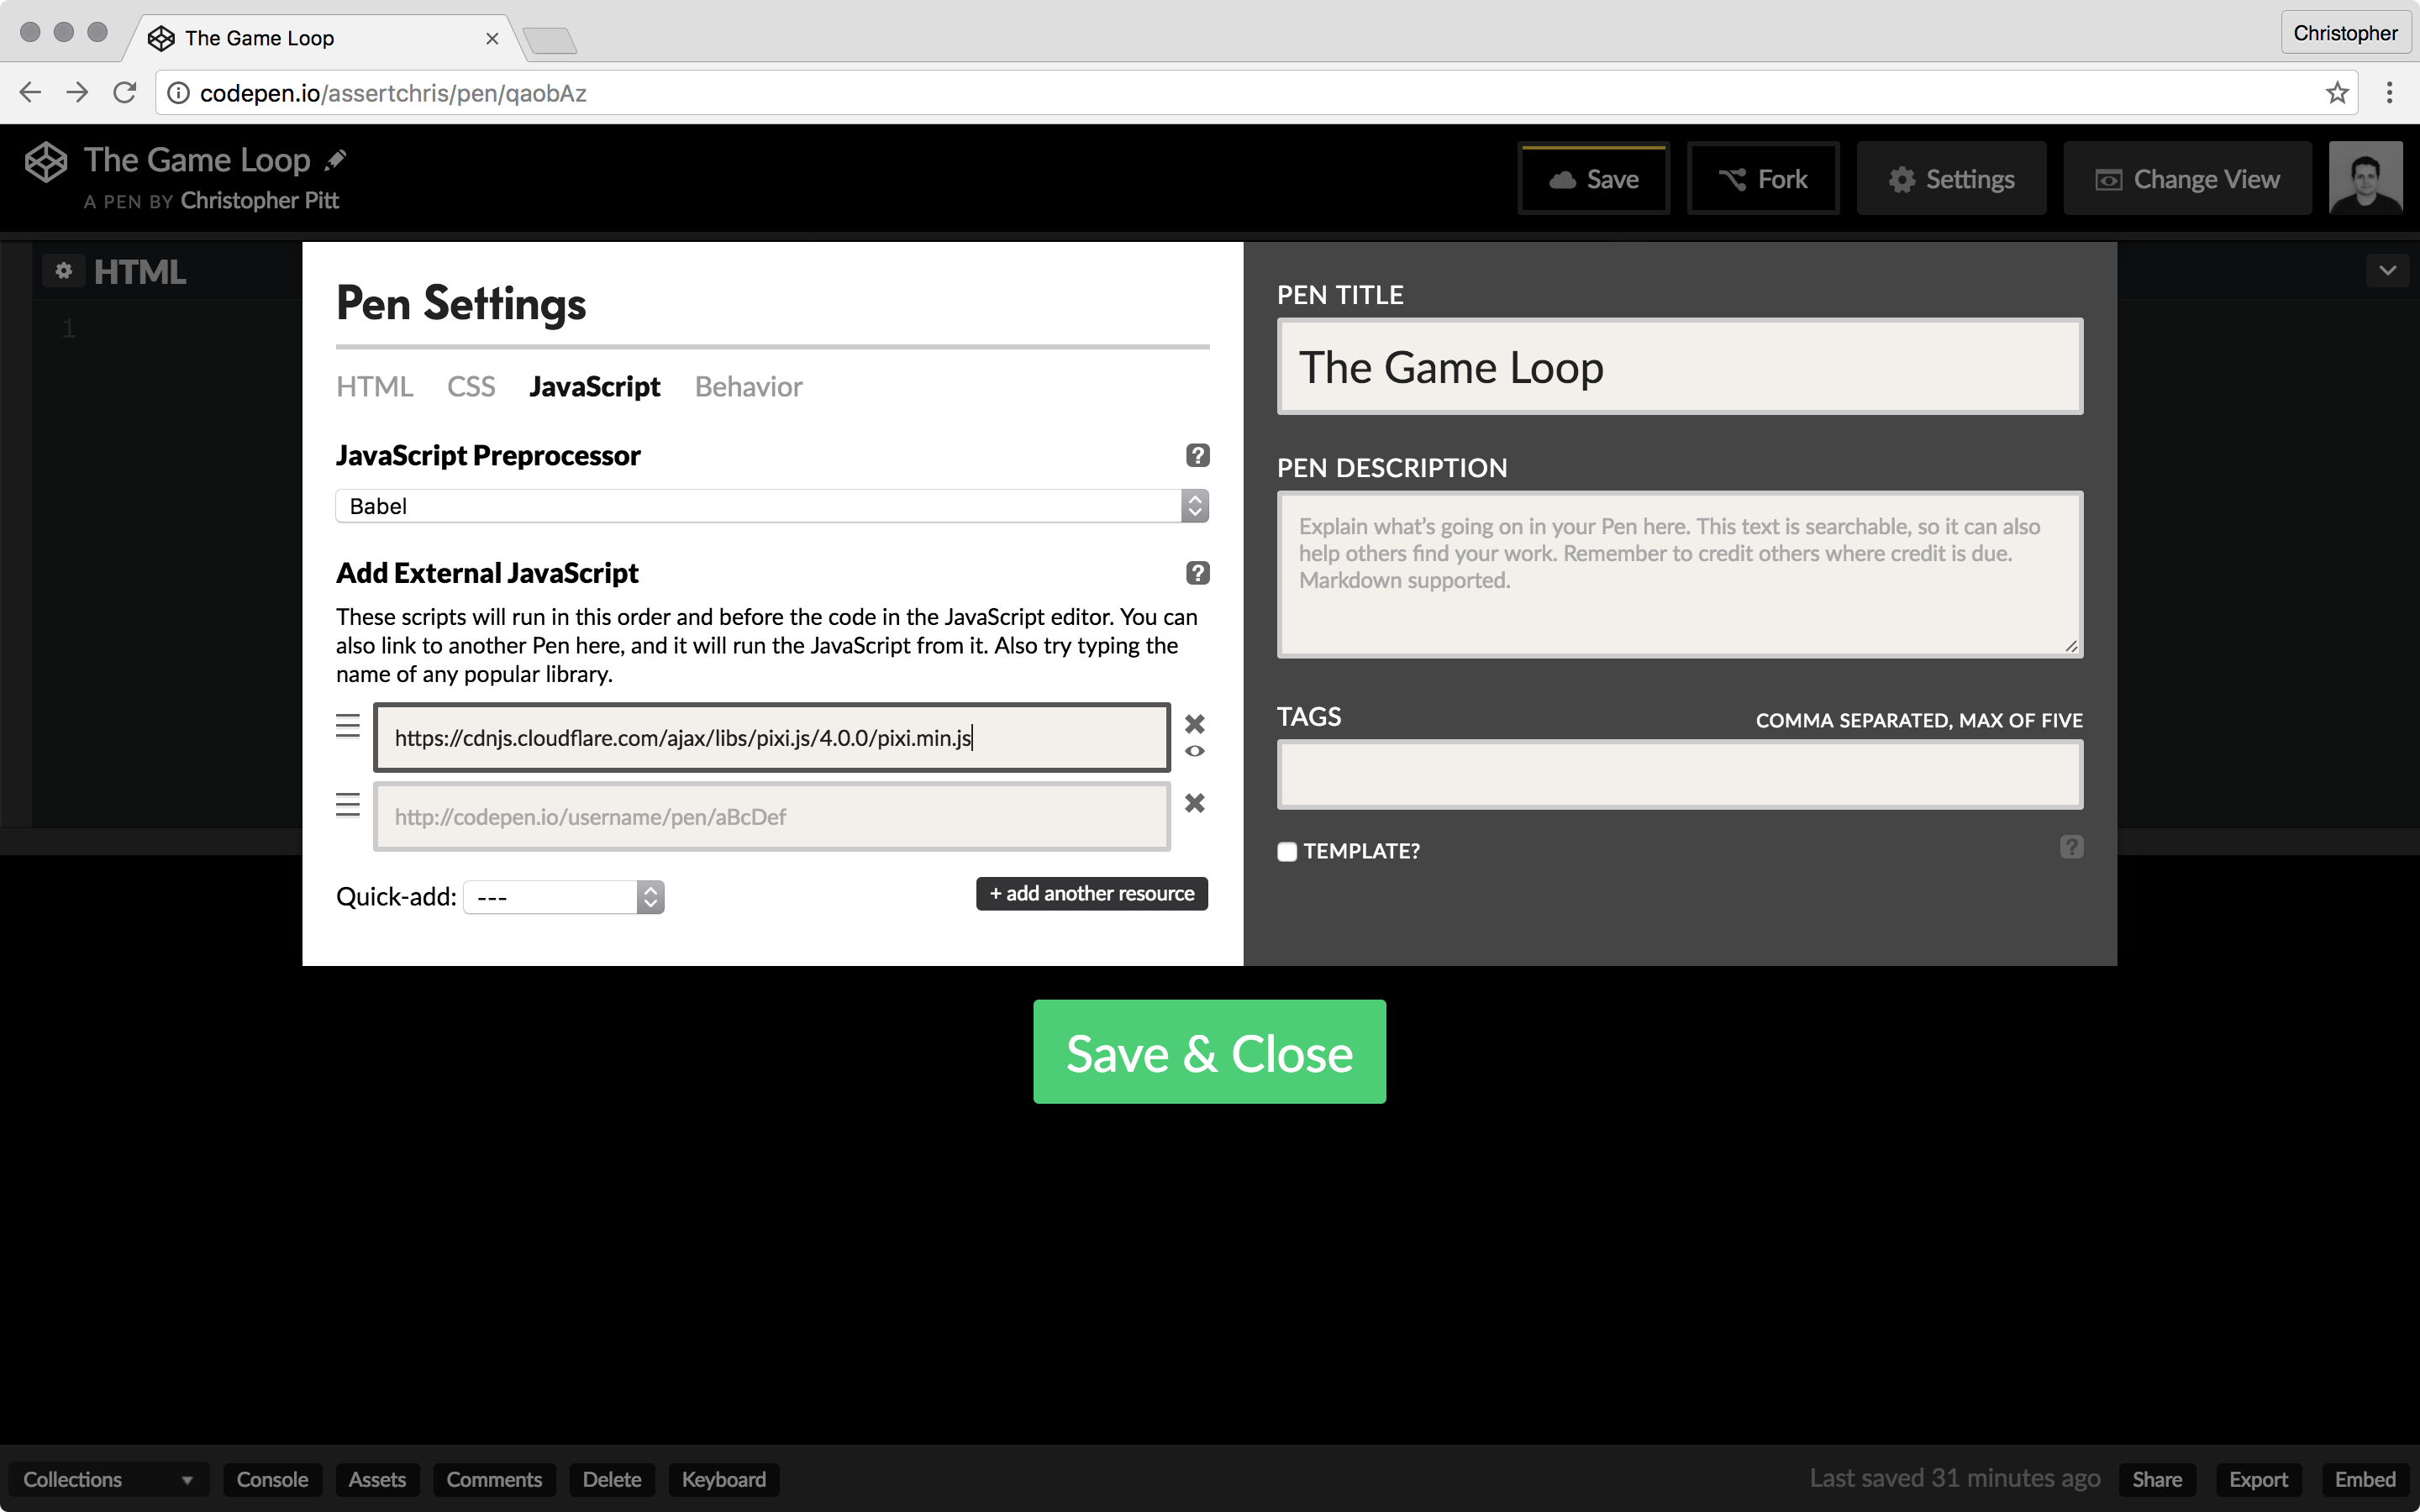 The Game Loop
Christopher
codepen.io/assertchris/pen/qaobAz
The Game Loop
A PEN BY Christopher Pitt
Save
Fork
Settings
Change View
HTML
1
Pen Settings
HTML CSS JavaScript Behavior
JavaScript Preprocessor
?
Babel
Add External JavaScript
?
These scripts will run in this order and before the code in the JavaScript editor. You can
also link to another Pen here, and it will run the JavaScript from it. Also try typing the
name of any popular library.
https://cdnjs.cloudflare.com/ajax/libs/pixi.js/4.0.0/pixi.min.js
http://codepen.io/username/pen/aBcDef
Quick-add: ---
+ add another resource
PEN TITLE
The Game Loop
PEN DESCRIPTION
Explain what’s going on in your Pen here. This text is searchable, so it can also
help others find your work. Remember to credit others where credit is due.
Markdown supported.
TAGS
COMMA SEPARATED, MAX OF FIVE
TEMPLATE?
?
Save & Close
Collections
Console
Assets
Comments
Delete
Keyboard
Last saved 31 minutes ago
Share
Export
Embed